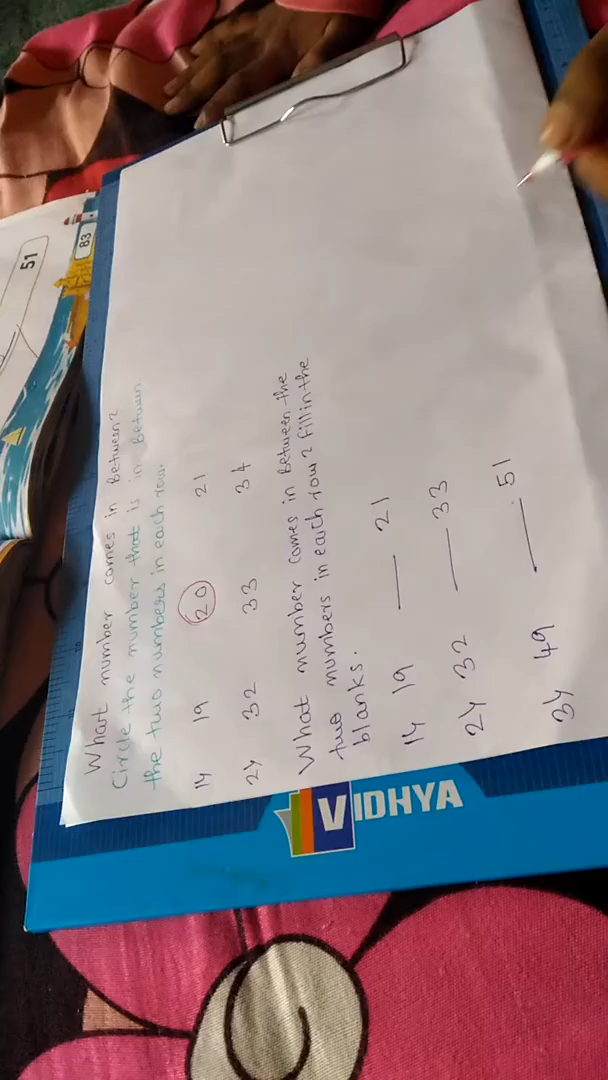 What number comes in Between?
Circle the number that is in between
the two numbers in each row.
14 19 20 21
24 32 33 34
What number comes in Between the
two numbers in each row? fill in the
blanks.
14 19 ___ 21
24 32 ___ 33
34 49 ___ 51
VIDHYA
51
83